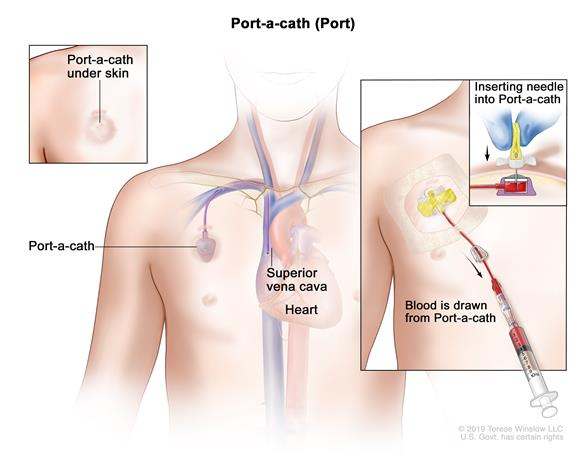 Port-a-cath (Port)
Port-a-cath
under skin
Inserting needle
into Port-a-cath
Port-a-cath
Superior
vena cava
Heart
Blood is drawn
from Port-a-cath
© 2019 Terese Winslow LLC
U.S. Govt. has certain rights